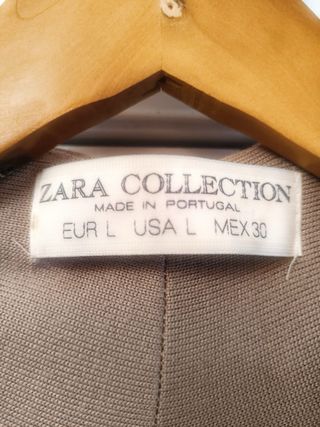 ZARA COLLECTION
MADE IN PORTUGAL
EUR L USA L MEX 30